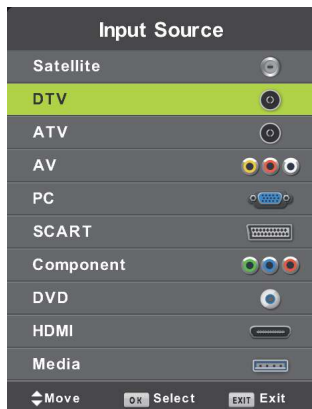 Input Source
Satellite
DTV
ATV
AV
PC
SCART
Component
DVD
HDMI
Media
Move OK Select EXIT Exit